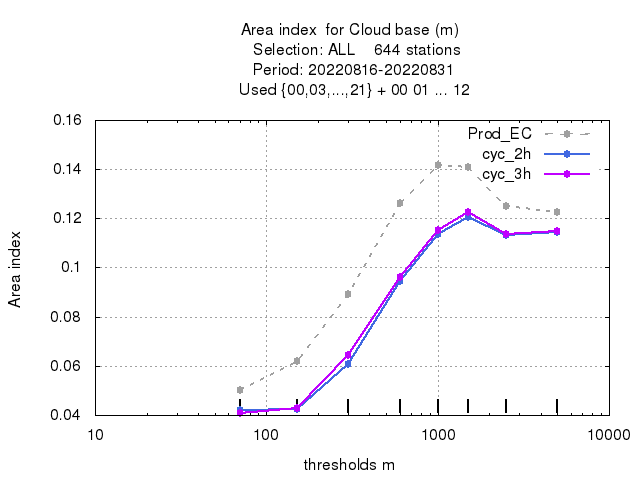 Area index  for Cloud base (m)
Selection: ALL    644 stations
Period: 20220816-20220831
Used {00,03,...,21} + 00 01 ... 12
0.16
0.14
0.12
0.1
0.08
0.06
0.04
Area index
Prod_EC
cyc_2h
cyc_3h
10
100
1000
10000
thresholds m